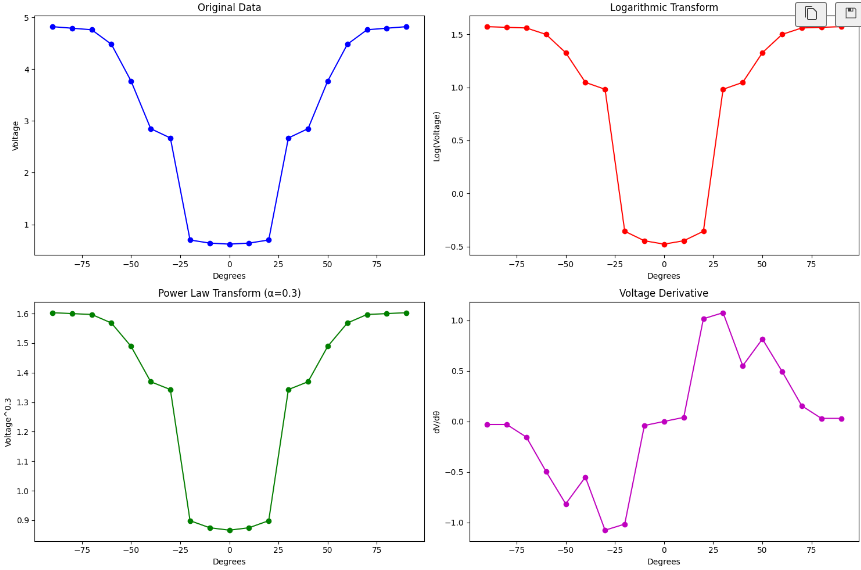 Original Data
5
4
3
2
1
Voltage
−75 −50 −25 0 25 50 75
Degrees
Logarithmic Transform
1.5
1.0
0.5
0.0
−0.5
Log(Voltage)
−75 −50 −25 0 25 50 75
Degrees
Power Law Transform (α=0.3)
1.6
1.5
1.4
1.3
1.2
1.1
1.0
0.9
Voltage^0.3
−75 −50 −25 0 25 50 75
Degrees
Voltage Derivative
1.0
0.5
0.0
−0.5
−1.0
dV/dθ
−75 −50 −25 0 25 50 75
Degrees